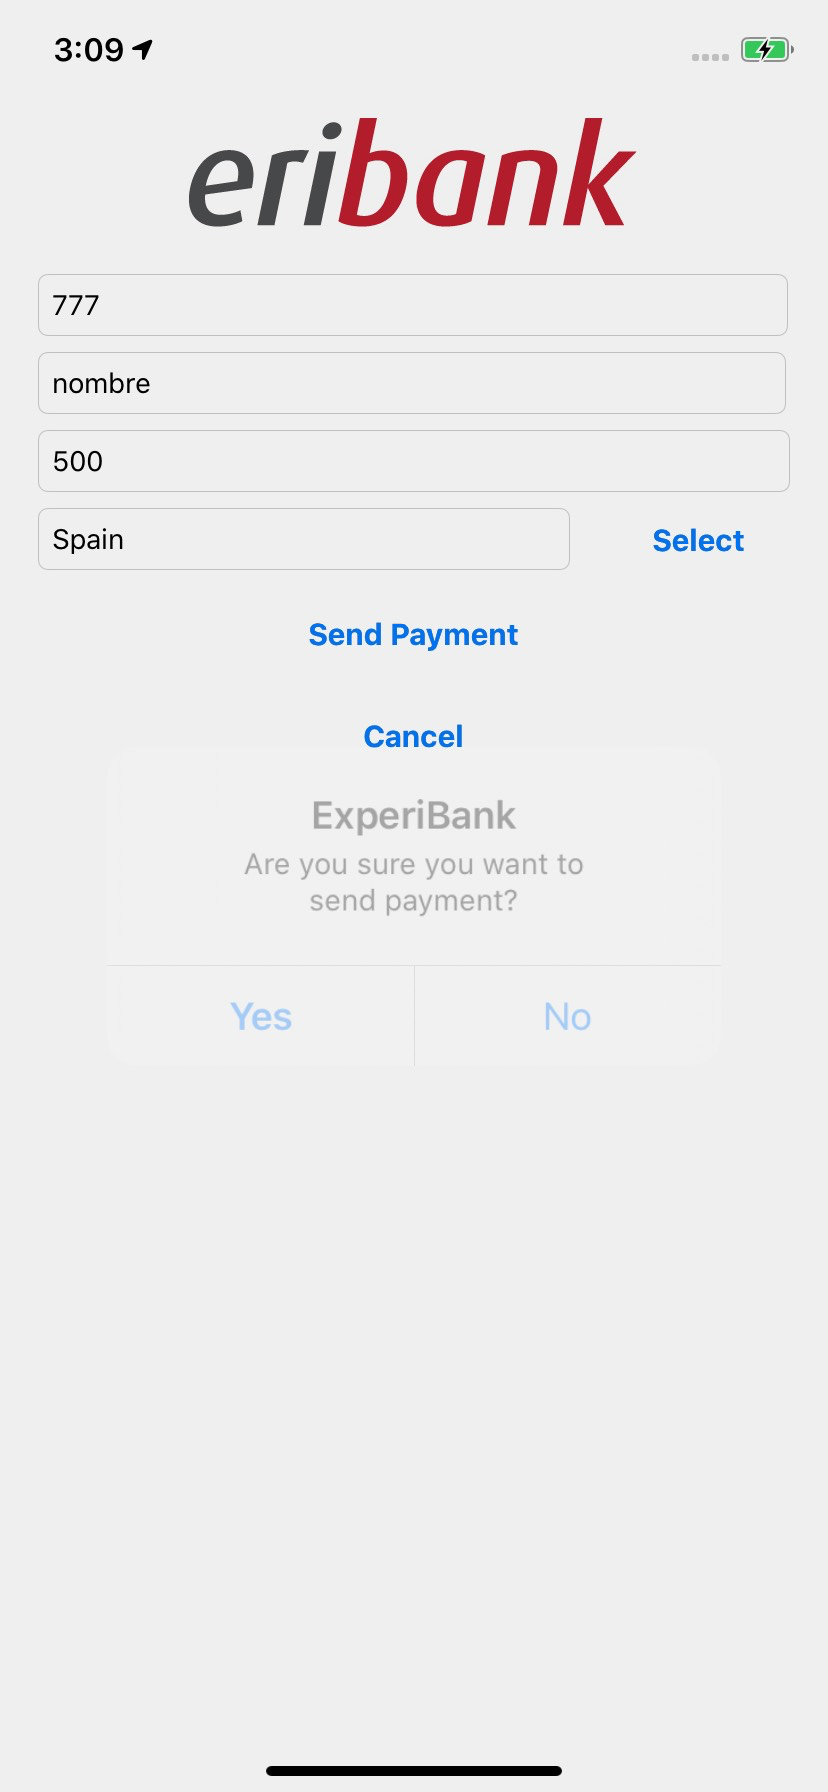 3:09
eribank
777
nombre
500
Spain
Select
Send Payment
Cancel
ExperiBank
Are you sure you want to
send payment?
Yes
No